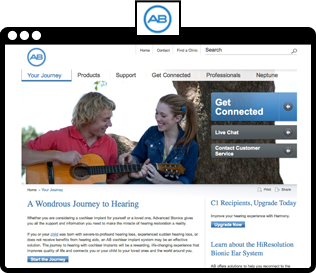 AB
AB
Home Contact Find a Clinic Search
Your Journey Products Support Get Connected Professionals Neptune
Get
Connected
Live Chat
Contact Customer
Service
Home > Your Journey
Print Share
A Wondrous Journey to Hearing
Whether you are considering a cochlear implant for yourself or a loved one, Advanced Bionics gives
you all the support and information you need to make the miracle of hearing restoration a reality.
If you or your child was born with severe-to-profound hearing loss, experienced sudden hearing loss, or
does not receive benefits from hearing aids, an AB cochlear implant system may be an effective
solution. The journey to hearing with cochlear implants will be a rewarding, life-changing experience that
improves quality of life and connects you or your child to your loved ones and the world around you.
Start the Journey
C1 Recipients, Upgrade Today
Improve your hearing experience with Harmony.
Upgrade Now
Learn about the HiResolution
Bionic Ear System
AB offers solutions to help you reconnect to the